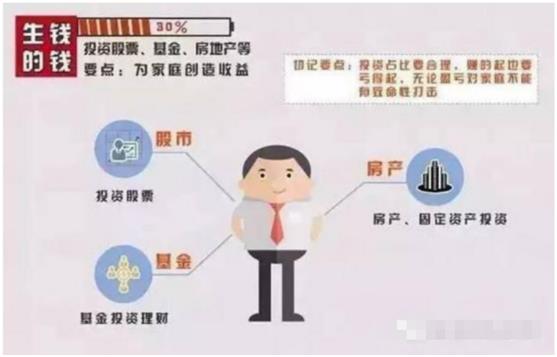 生钱的钱
30%
投资股票、基金、房地产等
要点：为家庭创造收益
切记要点：投资占比要合理，赚的起也要
亏得起，无论盈亏对家庭不能
有致命性打击
股市
投资股票
房产
房产、固定资产投资
基金
基金投资理财